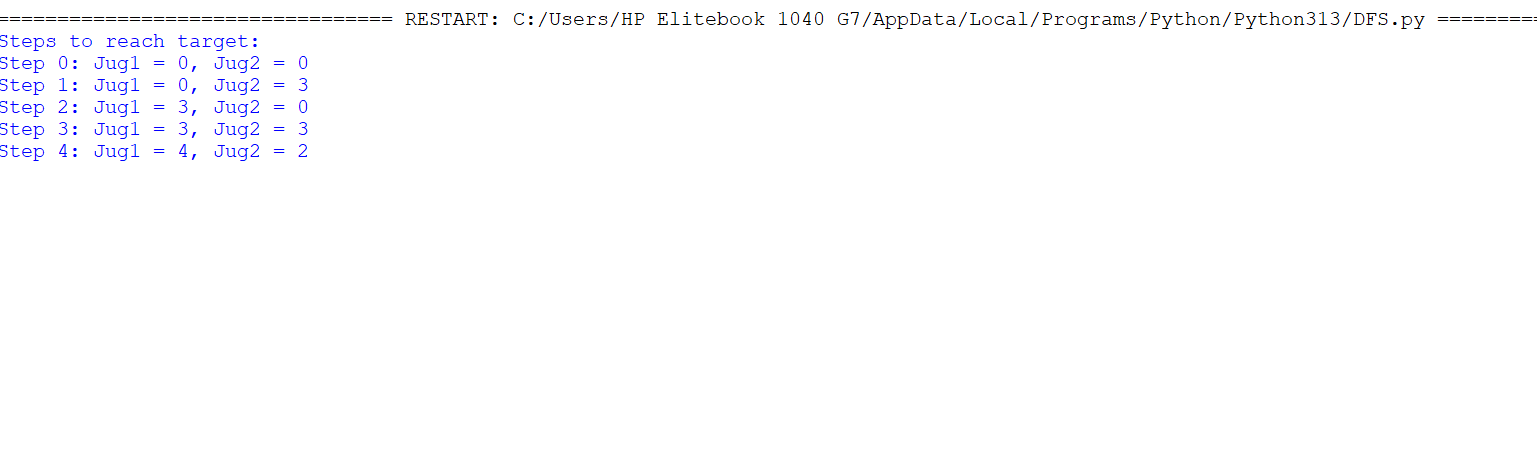 ================================= RESTART: C:/Users/HP Elitebook 1040 G7/AppData/Local/Programs/Python/Python313/DFS.py =========
Steps to reach target:
Step 0: Jug1 = 0, Jug2 = 0
Step 1: Jug1 = 0, Jug2 = 3
Step 2: Jug1 = 3, Jug2 = 0
Step 3: Jug1 = 3, Jug2 = 3
Step 4: Jug1 = 4, Jug2 = 2